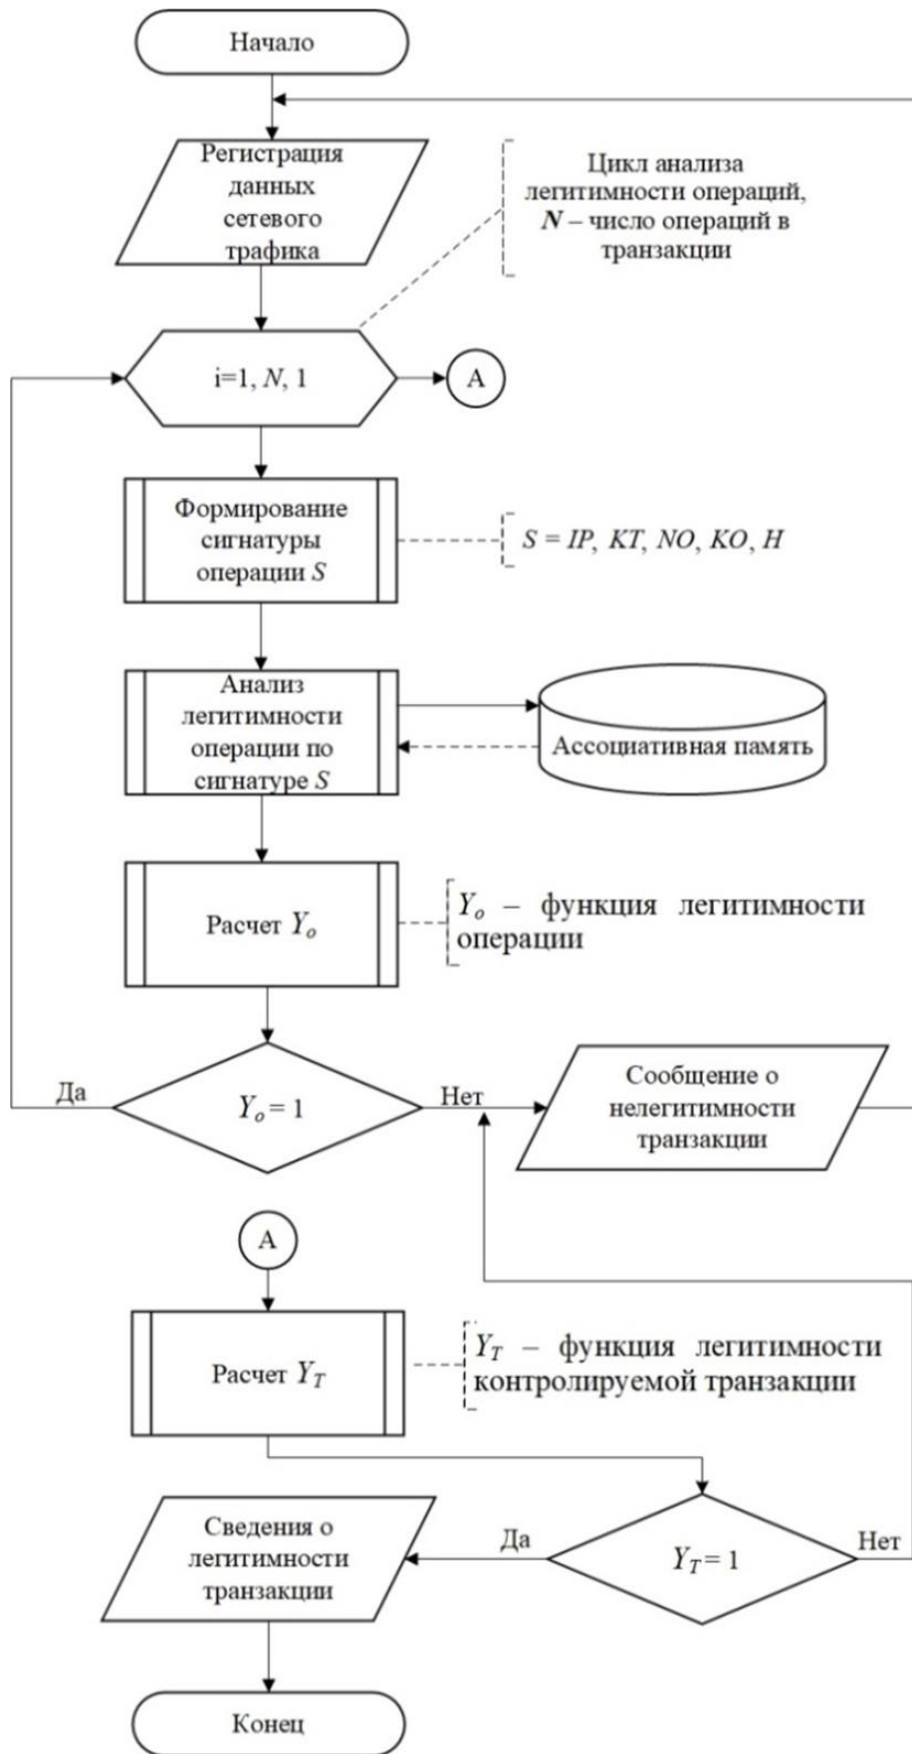 Начало
Регистрация
данных
сетевого
трафика
Цикл анализа
легитимности операций,
N – число операций в
транзакции
i=1, N, 1
A
Формирование
сигнатуры
операции S
S = IP, KT, NO, KO, H
Анализ
легитимности
операции по
сигнатуре S
Ассоциативная память
Расчет Yo
Yo – функция легитимности
операции
Да
Yo = 1
Нет
Сообщение о
нелегитимности
транзакции
A
Расчет YT
YT – функция легитимности
контролируемой транзакции
Сведения о
легитимности
транзакции
Да
YT = 1
Нет
Конец